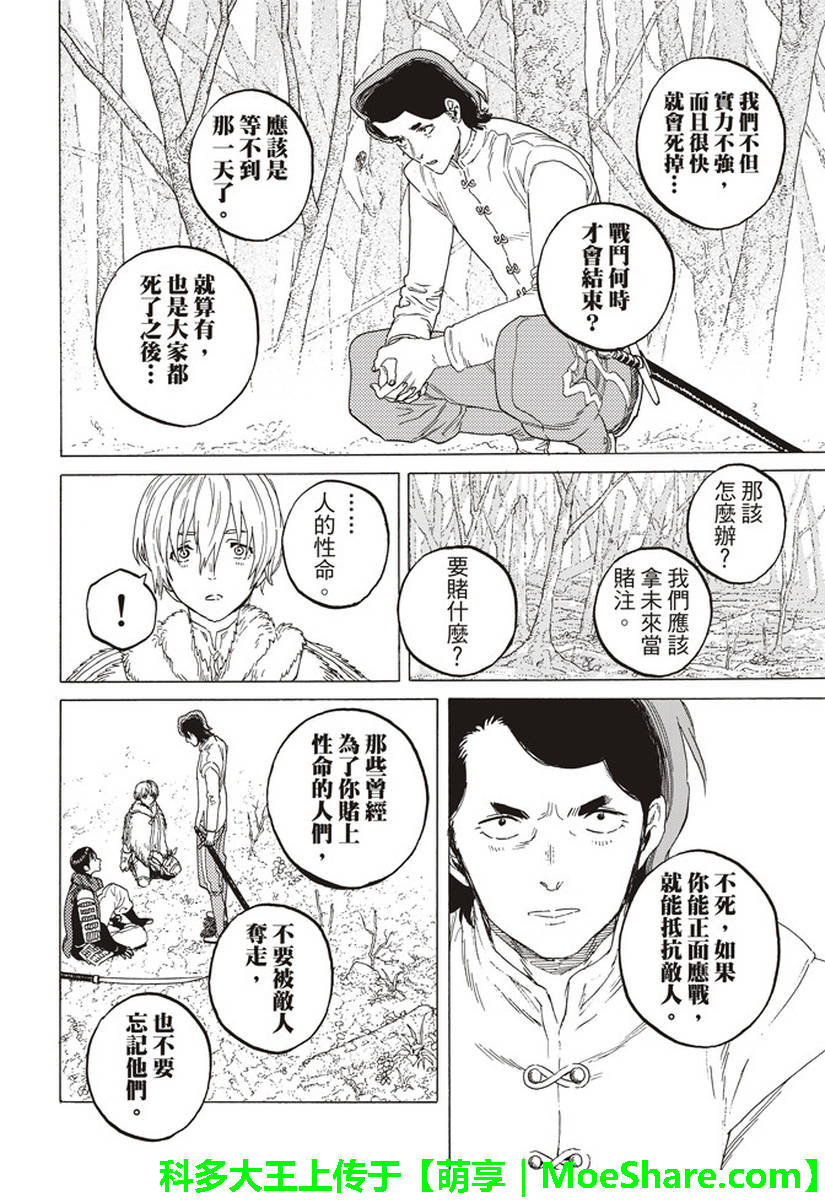 我們不但
實力不強，
而且很快
就會死掉…
戰鬥何時
才會結束？
應該是
等不到
那一天了。
就算有，
也是大家都
死了之後…
那該
怎麼辦？
我們應該
拿未來當
賭注。
要賭什麼？
……
人的性命。
！
不死，如果
你能正面應戰，
就能抵抗敵人。
那些曾經
為了你賭上
性命的人們，
不要被敵人
奪走，
也不要
忘記他們。
科多大王上传于【萌享｜MoeShare.com】